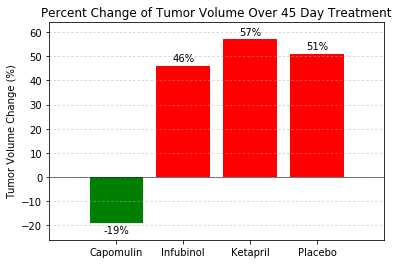 Percent Change of Tumor Volume Over 45 Day Treatment
Tumor Volume Change (%)
60
50
40
30
20
10
0
−10
−20
-19%
46%
57%
51%
Capomulin
Infubinol
Ketapril
Placebo